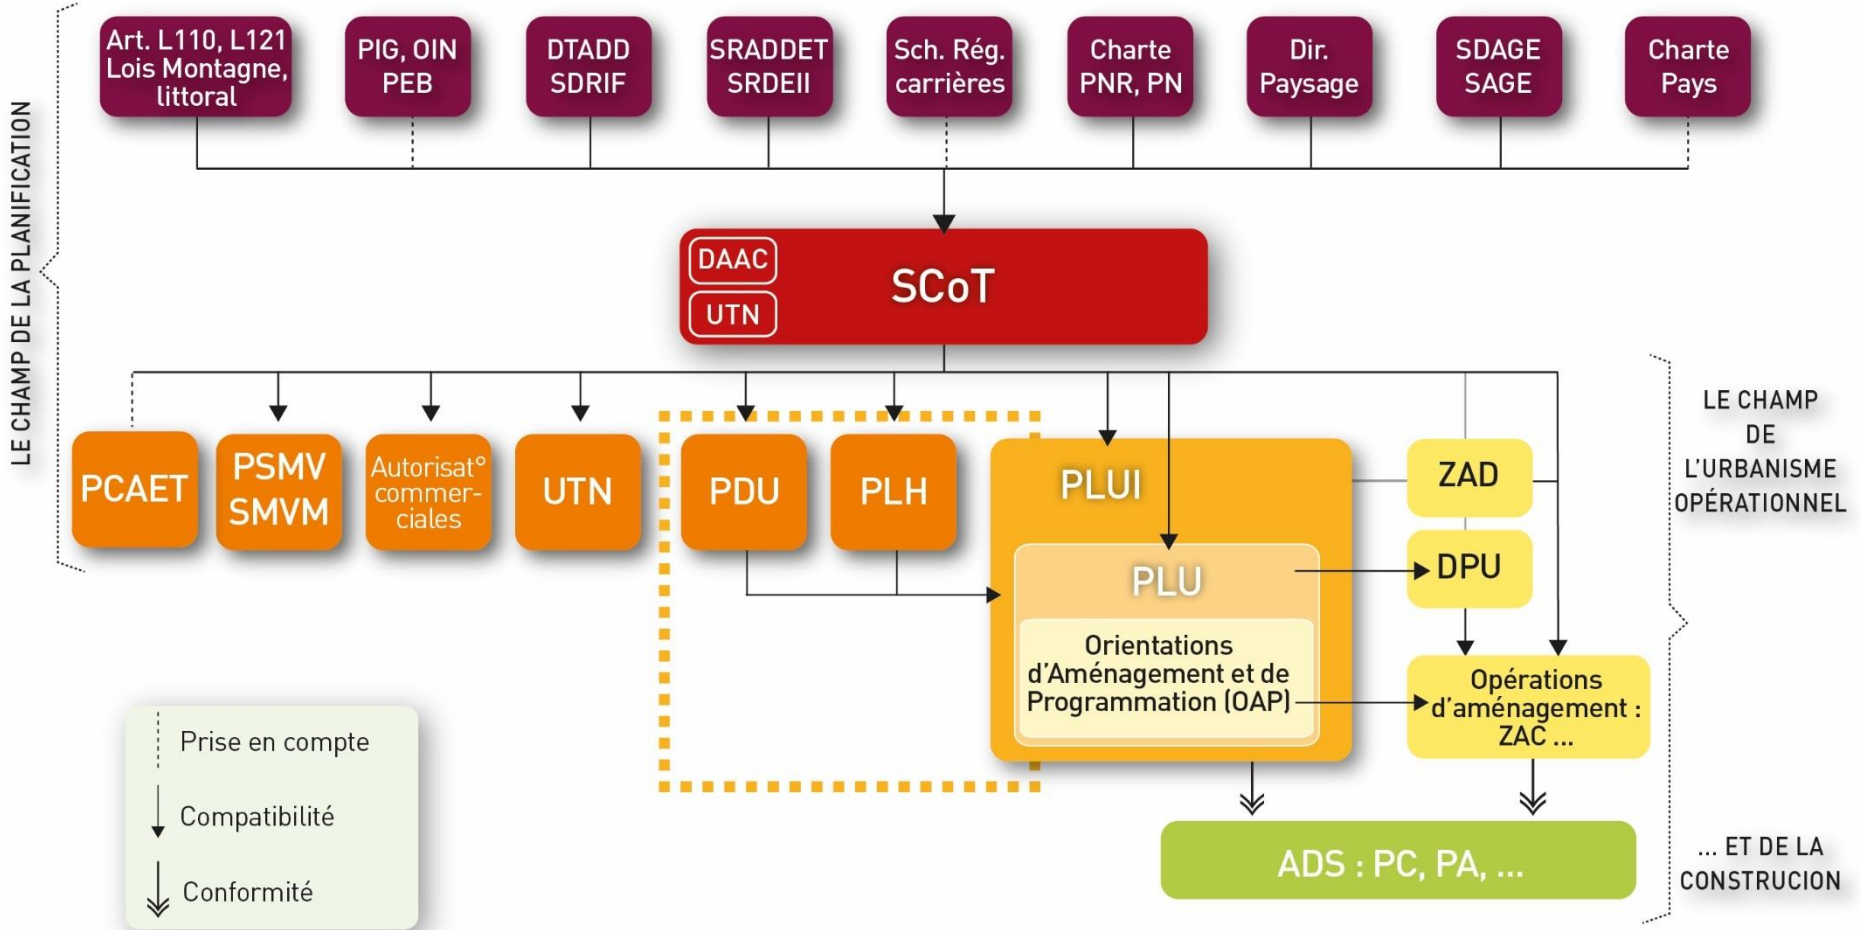 LE CHAMP DE LA PLANIFICATION
Art. L110, L121
Lois Montagne,
littoral
PIG, OIN
PEB
DTADD
SDRIF
SRADDET
SRDEII
Sch. Rég.
carrières
Charte
PNR, PN
Dir.
Paysage
SDAGE
SAGE
Charte
Pays
DAAC
UTN
SCoT
PCAET
PSMV
SMVM
Autorisat°
commer-
ciales
UTN
PDU
PLH
PLUI
PLU
Orientations
d'Aménagement et de
Programmation (OAP)
ZAD
DPU
Opérations
d'aménagement :
ZAC ...
LE CHAMP
DE
L'URBANISME
OPÉRATIONNEL
Prise en compte
Compatibilité
Conformité
ADS : PC, PA, ...
... ET DE LA
CONSTRUCION